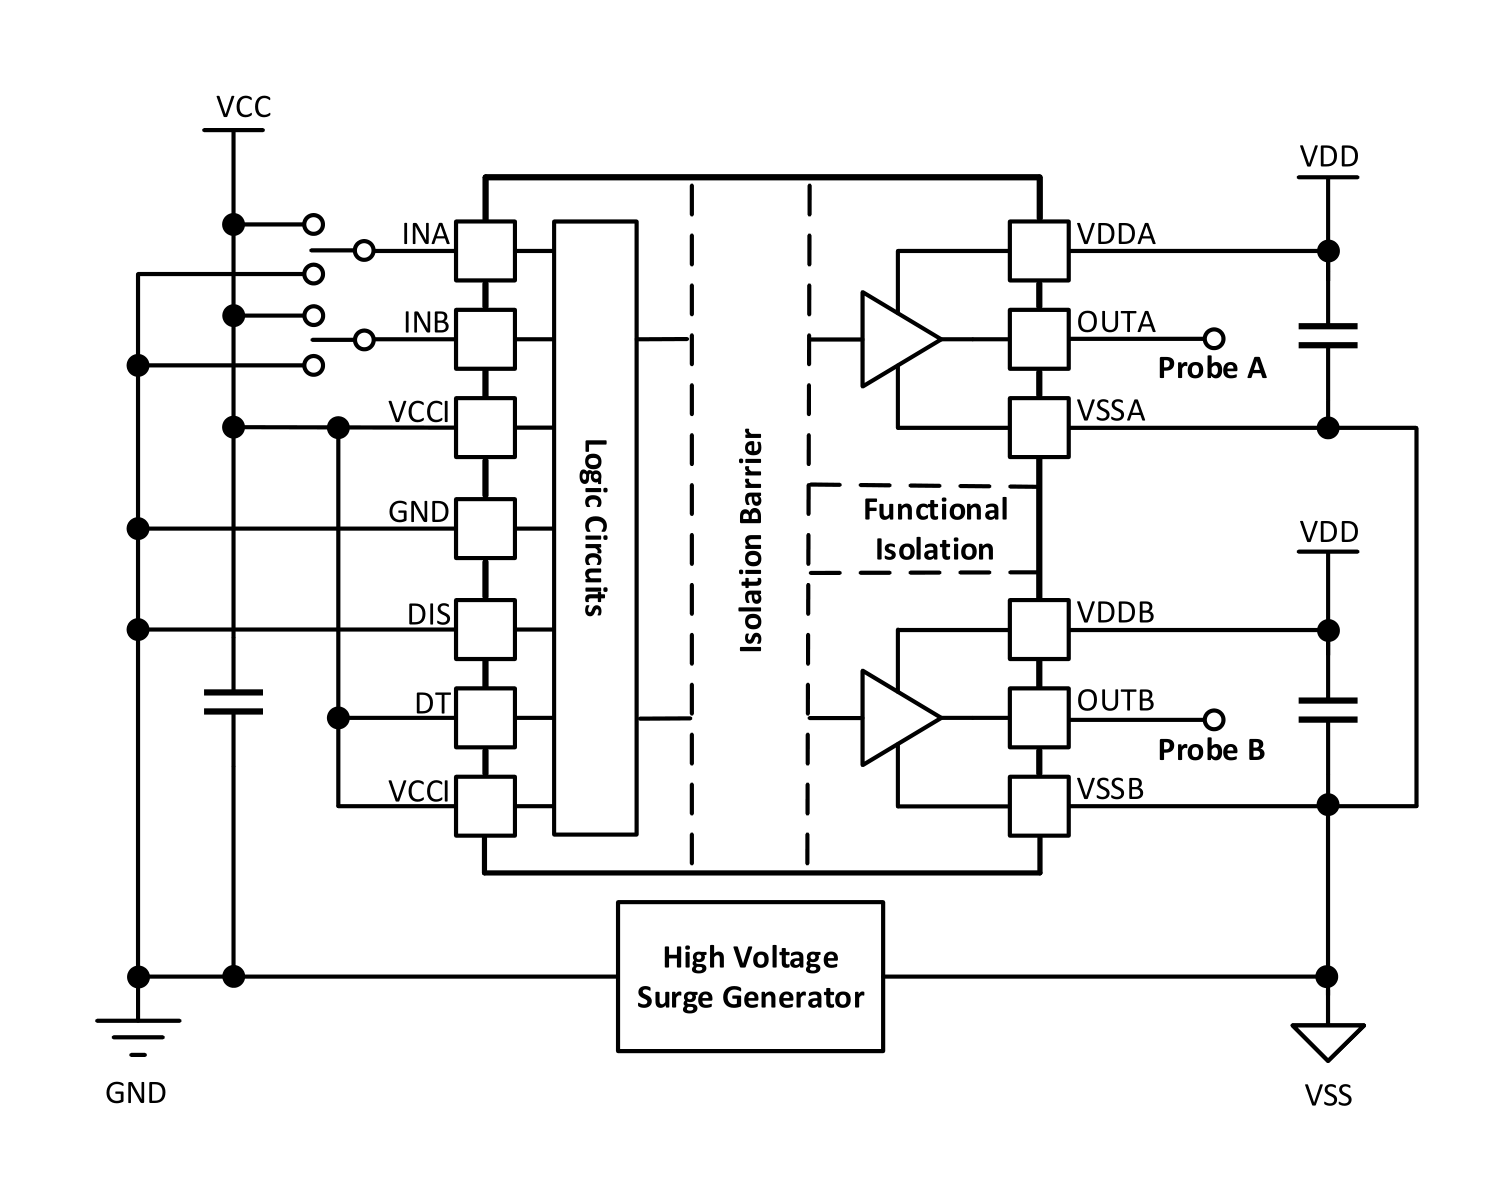 VCC
VDD
INA
VDDA
INB
OUTA
Probe A
VCCI
VSSA
Logic Circuits
Isolation Barrier
GND
Functional
Isolation
VDD
DIS
VDDB
DT
OUTB
Probe B
VCCI
VSSB
High Voltage
Surge Generator
GND
VSS